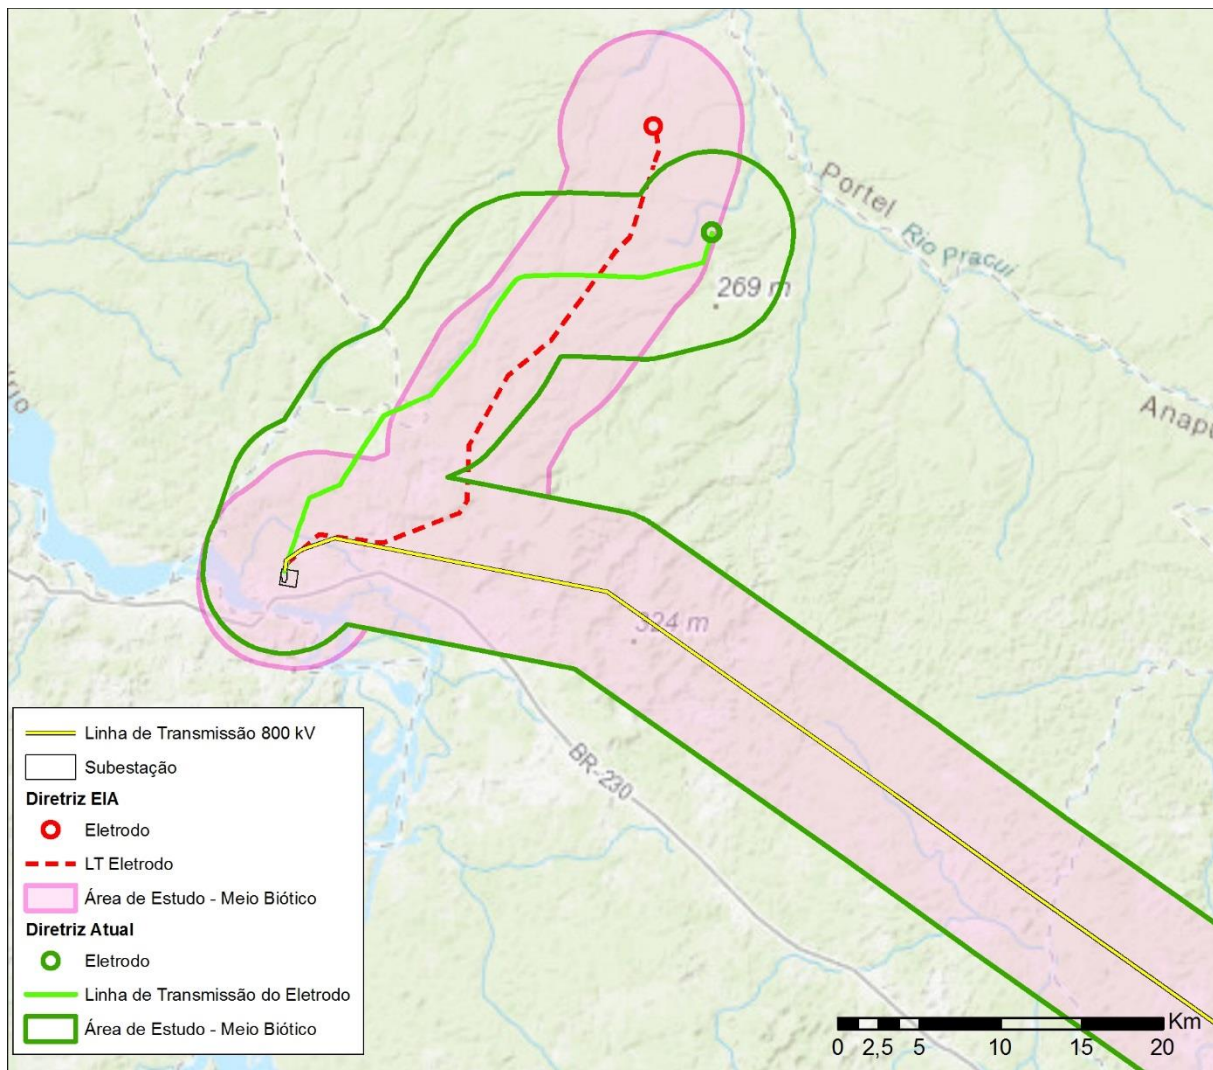 Portel
Rio Pracuí
269 m
Anapu
rio
324 m
BR-230
Linha de Transmissão 800 kV
Subestação
Diretriz EIA
Eletrodo
LT Eletrodo
Área de Estudo - Meio Biótico
Diretriz Atual
Eletrodo
Linha de Transmissão do Eletrodo
Área de Estudo - Meio Biótico
Km
0 2,5 5 10 15 20